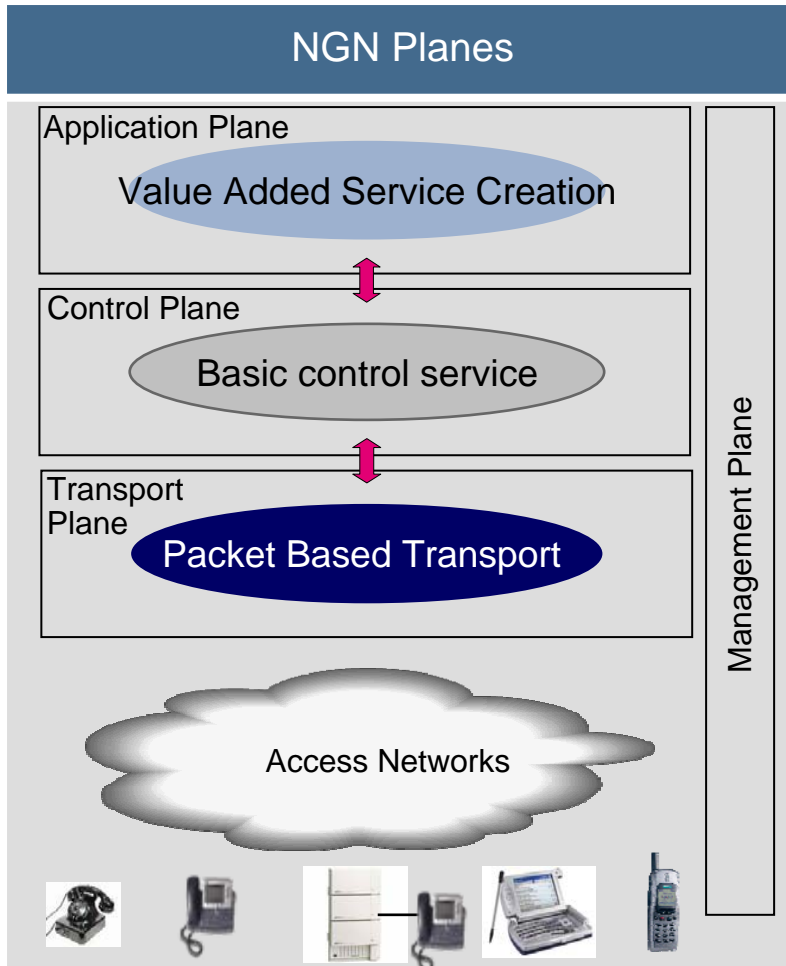 NGN Planes
Application Plane
Value Added Service Creation
Control Plane
Basic control service
Transport
Plane
Packet Based Transport
Management Plane
Access Networks